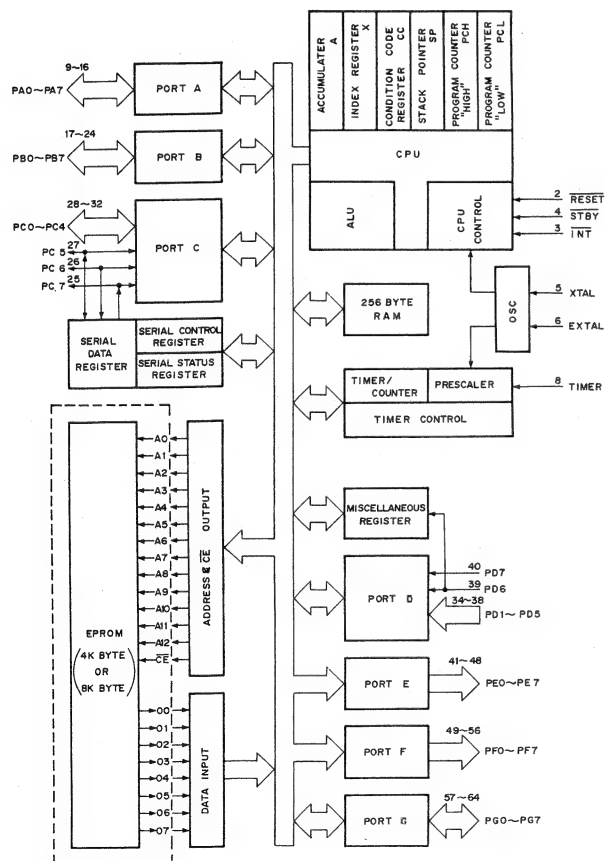 ACCUMULATER A
INDEX REGISTER X
CONDITION CODE REGISTER CC
STACK POINTER SP
PROGRAM COUNTER "HIGH" PCH
PROGRAM COUNTER "LOW" PCL
CPU
ALU
CPU CONTROL
2 RESET
4 STBY
3 INT
OSC
5 XTAL
6 EXTAL
9~16
PA0~PA7
PORT A
17~24
PB0~PB7
PORT B
28~32
PC0~PC4
PORT C
PC5 27
PC6 26
PC7 25
SERIAL DATA REGISTER
SERIAL CONTROL REGISTER
SERIAL STATUS REGISTER
256 BYTE RAM
TIMER/COUNTER
PRESCALER
TIMER CONTROL
8 TIMER
EPROM
(4K BYTE OR 8K BYTE)
A0
A1
A2
A3
A4
A5
A6
A7
A8
A9
A10
A11
A12
CE
ADDRESS & CE OUTPUT
O0
O1
O2
O3
O4
O5
O6
O7
DATA INPUT
MISCELLANEOUS REGISTER
PORT D
40 PD7
39 PD6
34~38
PD1~PD5
PORT E
41~48
PE0~PE7
PORT F
49~56
PF0~PF7
PORT G
57~64
PG0~PG7